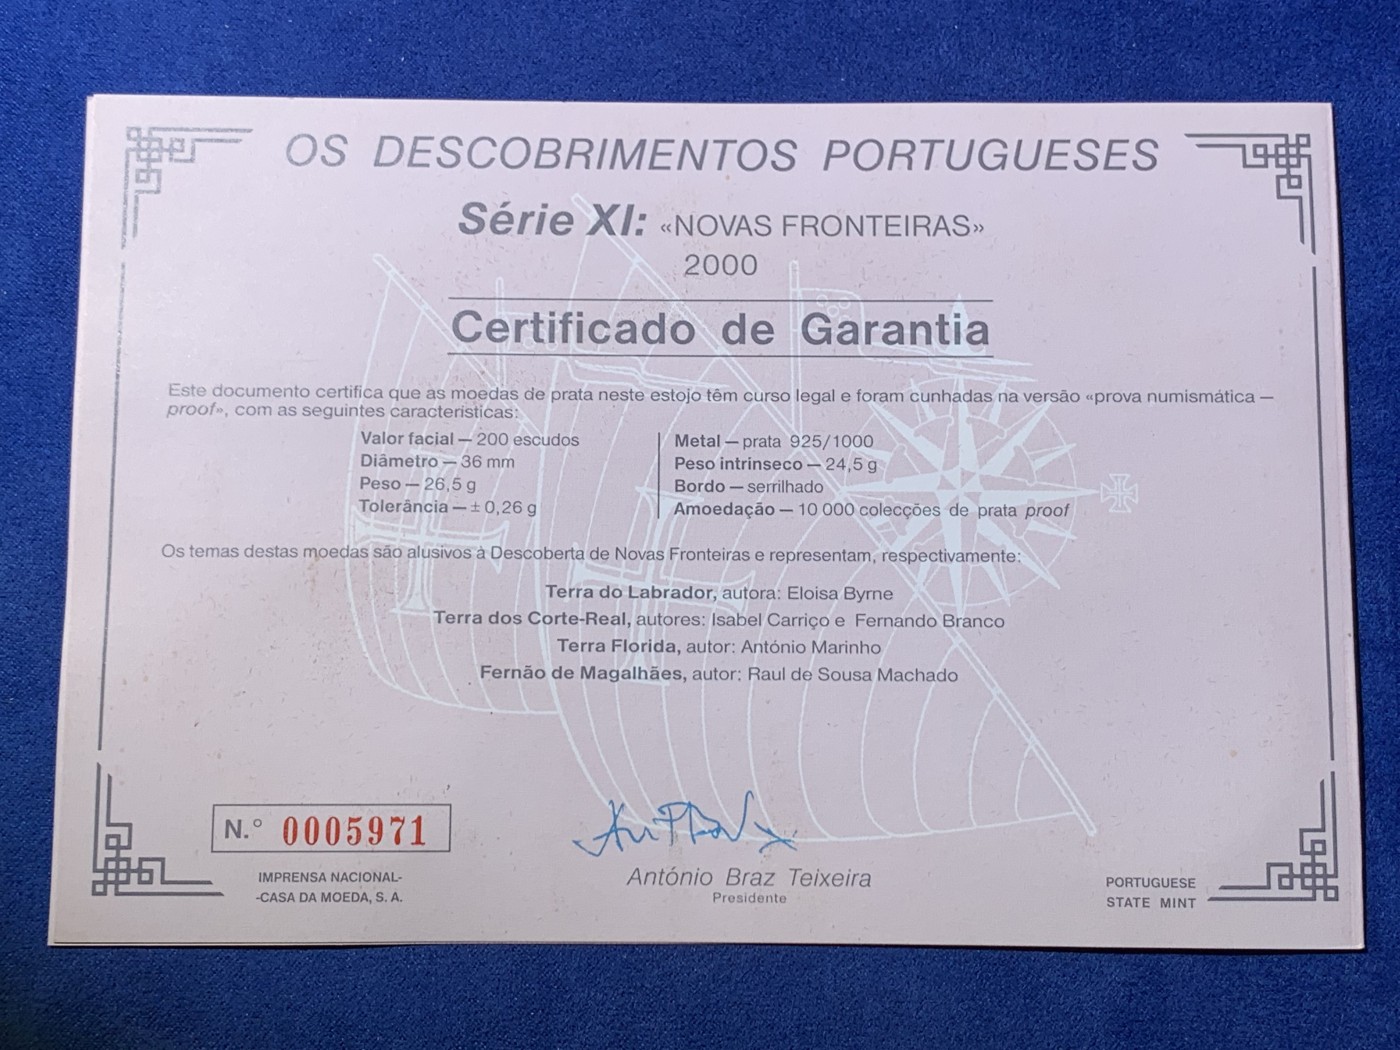 OS DESCOBRIMENTOS PORTUGUESES
Série XI: «NOVAS FRONTEIRAS»
2000
Certificado de Garantia
Este documento certifica que as moedas de prata neste estojo têm curso legal e foram cunhadas na versão «prova numismática —
proof», com as seguintes caracteristicas:
Valor facial — 200 escudos
Diâmetro — 36 mm
Peso — 26,5 g
Tolerância — ± 0,26 g
Metal — prata 925/1000
Peso intrinseco — 24,5 g
Bordo — serrilhado
Amoedação — 10 000 colecções de prata proof
Os temas destas moedas são alusivos à Descoberta de Novas Fronteiras e representam, respectivamente:
Terra do Labrador, autora: Eloisa Byrne
Terra dos Corte-Real, autores: Isabel Carriço e Fernando Branco
Terra Florida, autor: António Marinho
Fernão de Magalhães, autor: Raul de Sousa Machado
N.° 0005971
IMPRENSA NACIONAL-
-CASA DA MOEDA, S. A.
António Braz Teixeira
Presidente
PORTUGUESE
STATE MINT